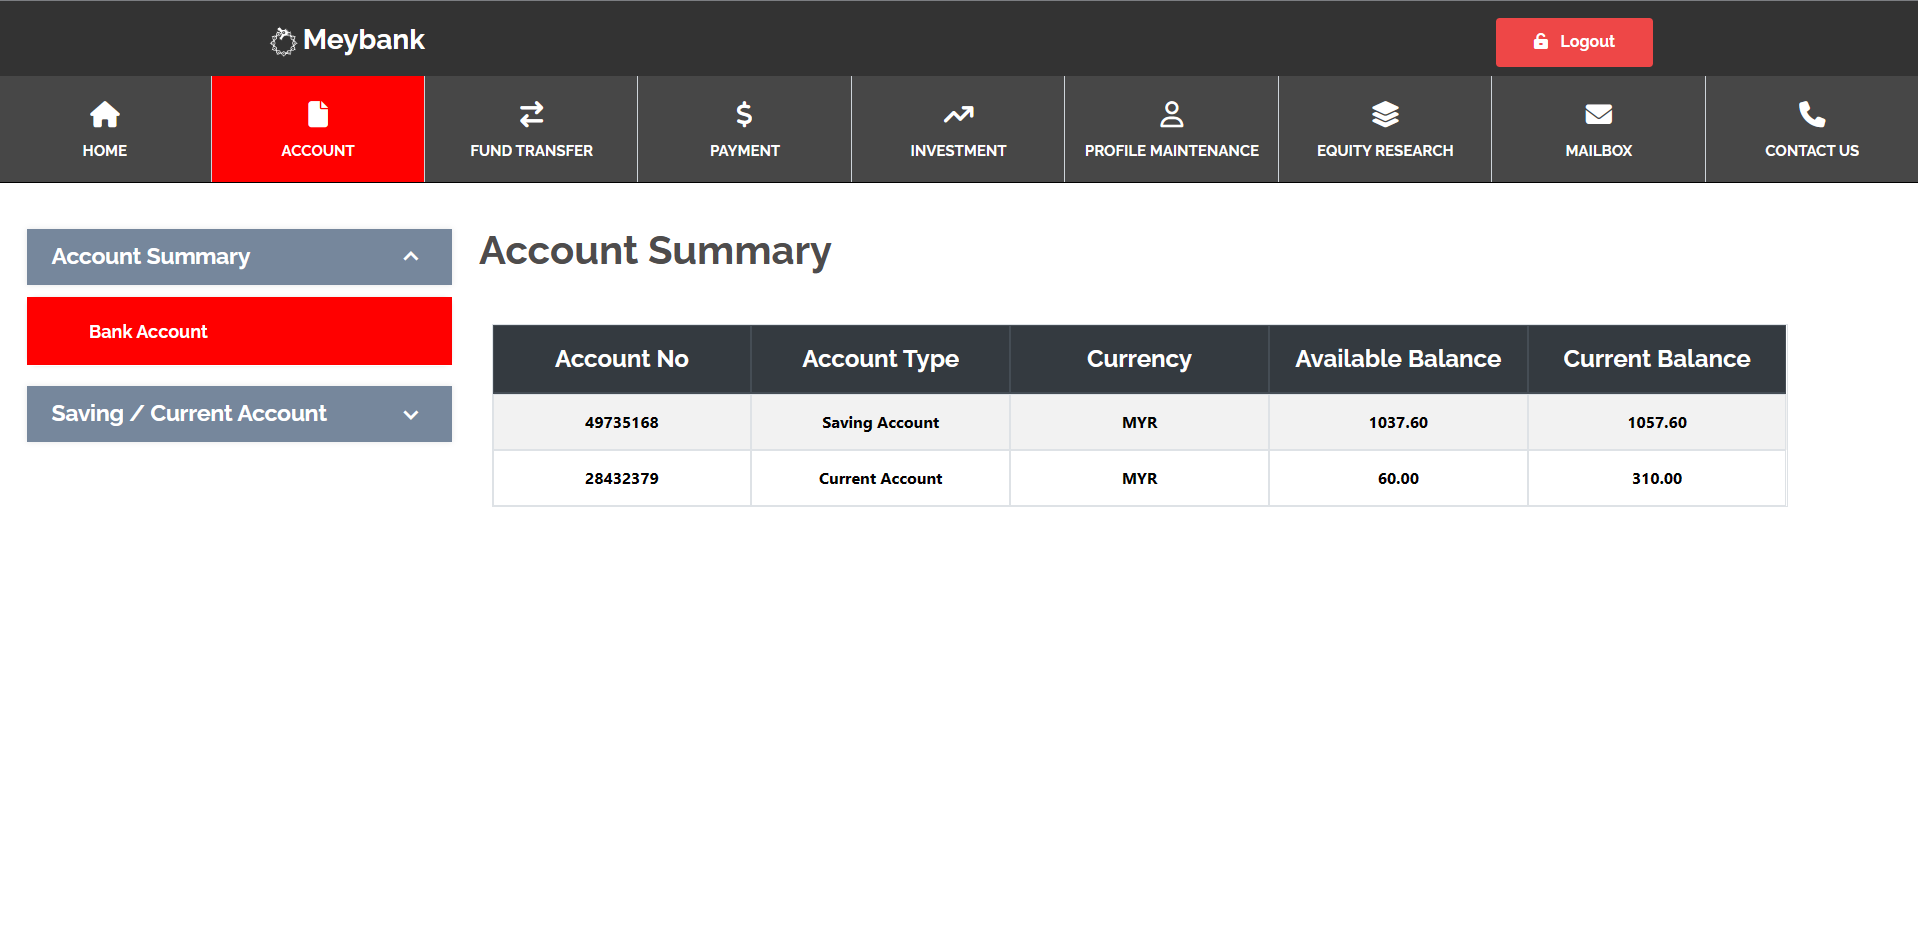 Meybank
Logout
HOME
ACCOUNT
FUND TRANSFER
PAYMENT
INVESTMENT
PROFILE MAINTENANCE
EQUITY RESEARCH
MAILBOX
CONTACT US
Account Summary
Bank Account
Saving / Current Account
Account Summary
Account No Account Type Currency Available Balance Current Balance
49735168 Saving Account MYR 1037.60 1057.60
28432379 Current Account MYR 60.00 310.00